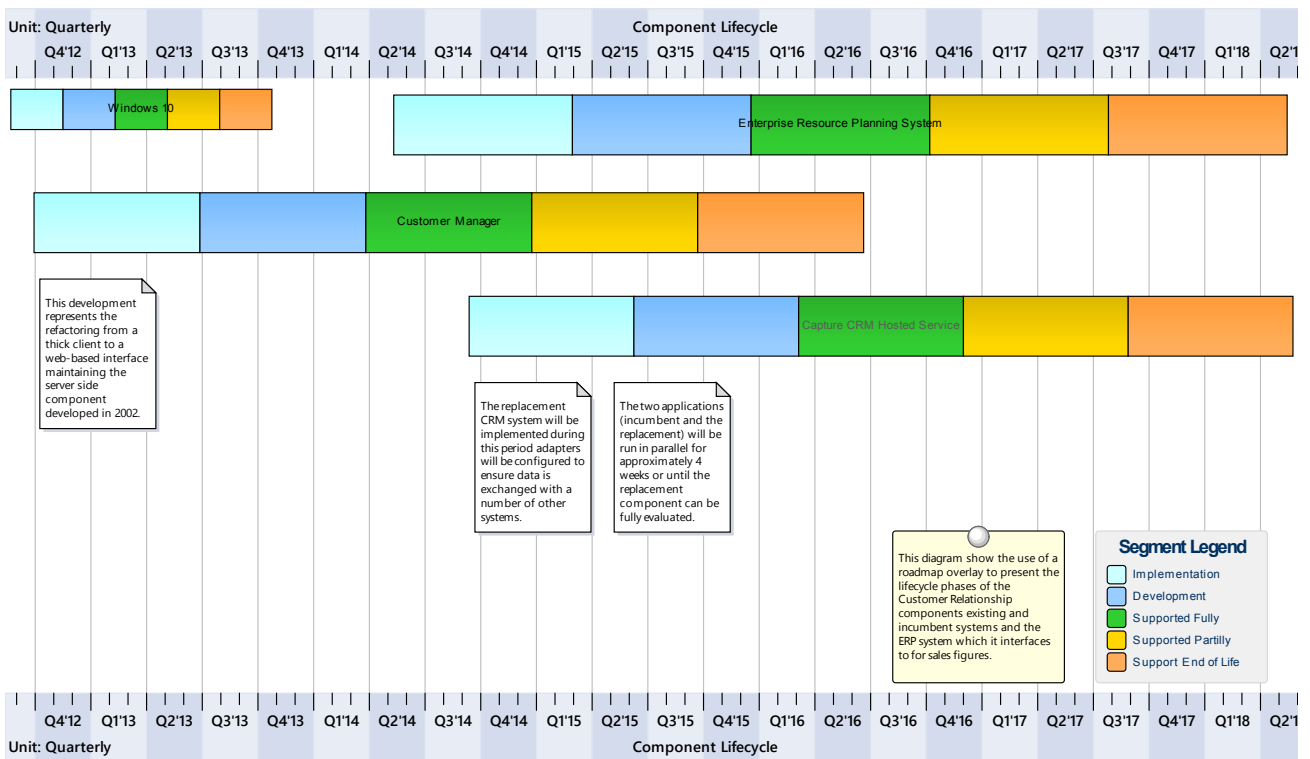 Unit: Quarterly Component Lifecycle
Q4'12 Q1'13 Q2'13 Q3'13 Q4'13 Q1'14 Q2'14 Q3'14 Q4'14 Q1'15 Q2'15 Q3'15 Q4'15 Q1'16 Q2'16 Q3'16 Q4'16 Q1'17 Q2'17 Q3'17 Q4'17 Q1'18 Q2'1
Windows 10
Enterprise Resource Planning System
Customer Manager
This development
represents the
refactoring from a
thick client to a
web-based interface
maintaining the
server side
component
developed in 2002.
Capture CRM Hosted Service
The replacement
CRM system will be
implemented during
this period adapters
will be configured to
ensure data is
exchanged with a
number of other
systems.
The two applications
(incumbent and the
replacement) will be
run in parallel for
approximately 4
weeks or until the
replacement
component can be
fully evaluated.
This diagram show the use of a
roadmap overlay to present the
lifecycle phases of the
Customer Relationship
components existing and
incumbent systems and the
ERP system which it interfaces
to for sales figures.
Segment Legend
Implementation
Development
Supported Fully
Supported Partilly
Support End of Life
Q4'12 Q1'13 Q2'13 Q3'13 Q4'13 Q1'14 Q2'14 Q3'14 Q4'14 Q1'15 Q2'15 Q3'15 Q4'15 Q1'16 Q2'16 Q3'16 Q4'16 Q1'17 Q2'17 Q3'17 Q4'17 Q1'18 Q2'1
Unit: Quarterly Component Lifecycle